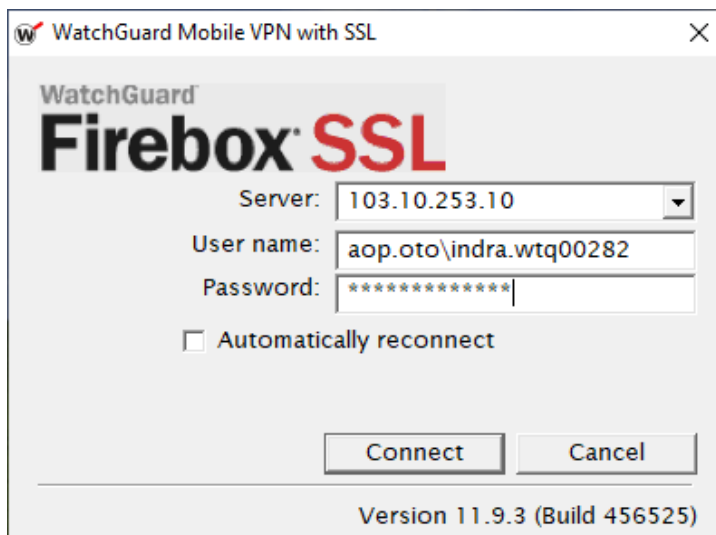 WatchGuard Mobile VPN with SSL
WatchGuard
Firebox SSL
Server: 103.10.253.10
User name: aop.oto\indra.wtq00282
Password: *************
Automatically reconnect
Connect Cancel
Version 11.9.3 (Build 456525)